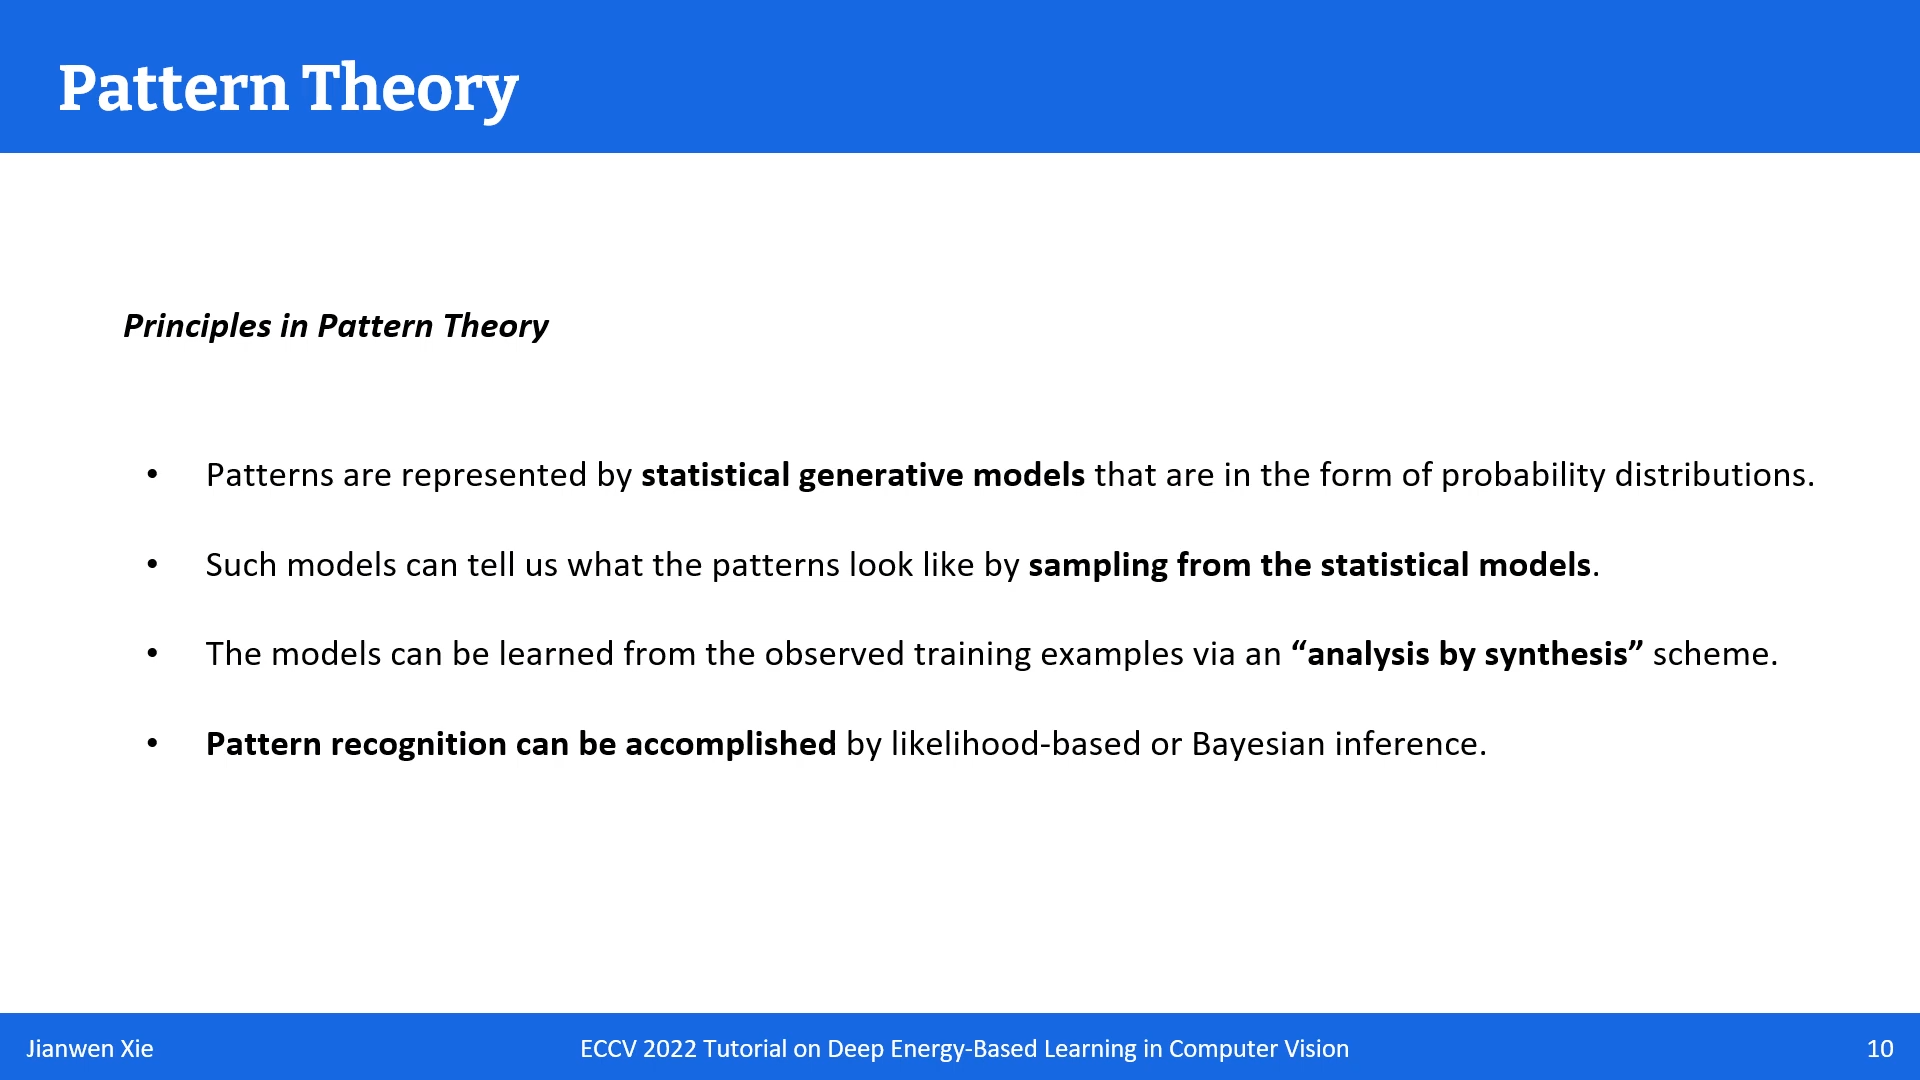 Pattern Theory
Principles in Pattern Theory
• Patterns are represented by statistical generative models that are in the form of probability distributions.
• Such models can tell us what the patterns look like by sampling from the statistical models.
• The models can be learned from the observed training examples via an “analysis by synthesis” scheme.
• Pattern recognition can be accomplished by likelihood-based or Bayesian inference.
Jianwen Xie
ECCV 2022 Tutorial on Deep Energy-Based Learning in Computer Vision
10